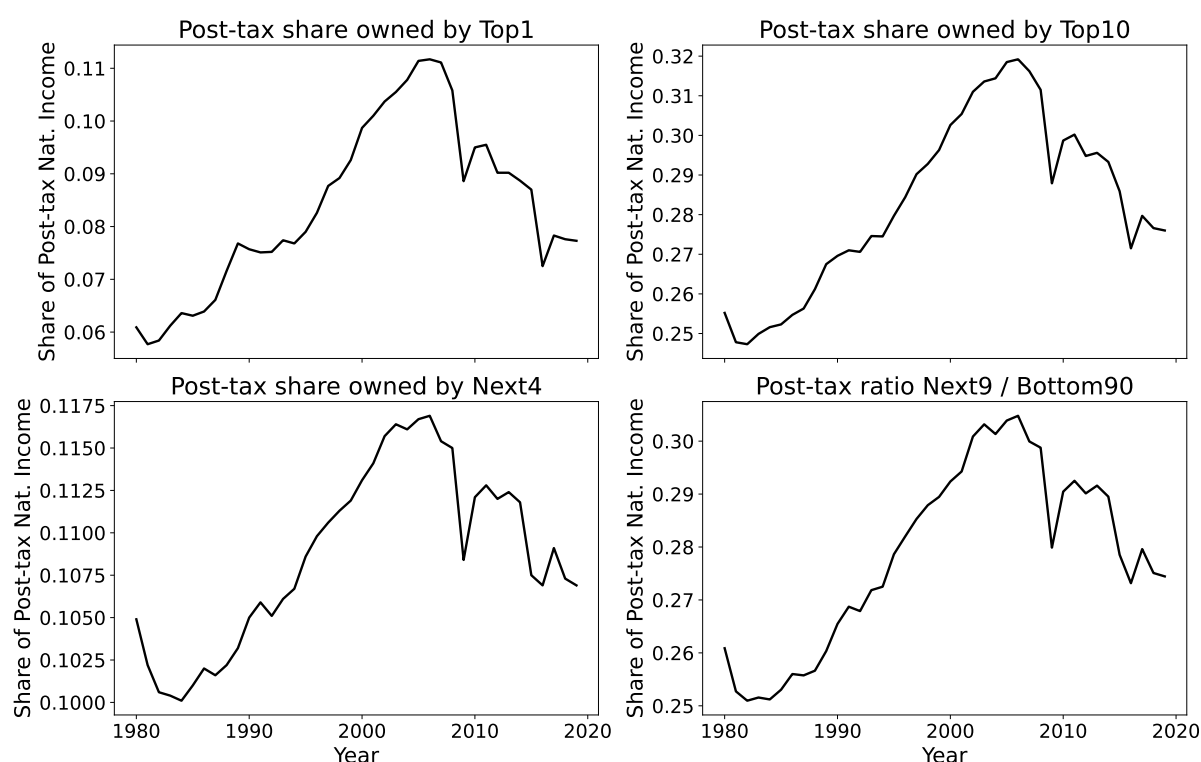 Post-tax share owned by Top1
Share of Post-tax Nat. Income
0.11
0.10
0.09
0.08
0.07
0.06
Post-tax share owned by Top10
Share of Post-tax Nat. Income
0.32
0.31
0.30
0.29
0.28
0.27
0.26
0.25
Post-tax share owned by Next4
Share of Post-tax Nat. Income
0.1175
0.1150
0.1125
0.1100
0.1075
0.1050
0.1025
0.1000
1980 1990 2000 2010 2020
Year
Post-tax ratio Next9 / Bottom90
Share of Post-tax Nat. Income
0.30
0.29
0.28
0.27
0.26
0.25
1980 1990 2000 2010 2020
Year